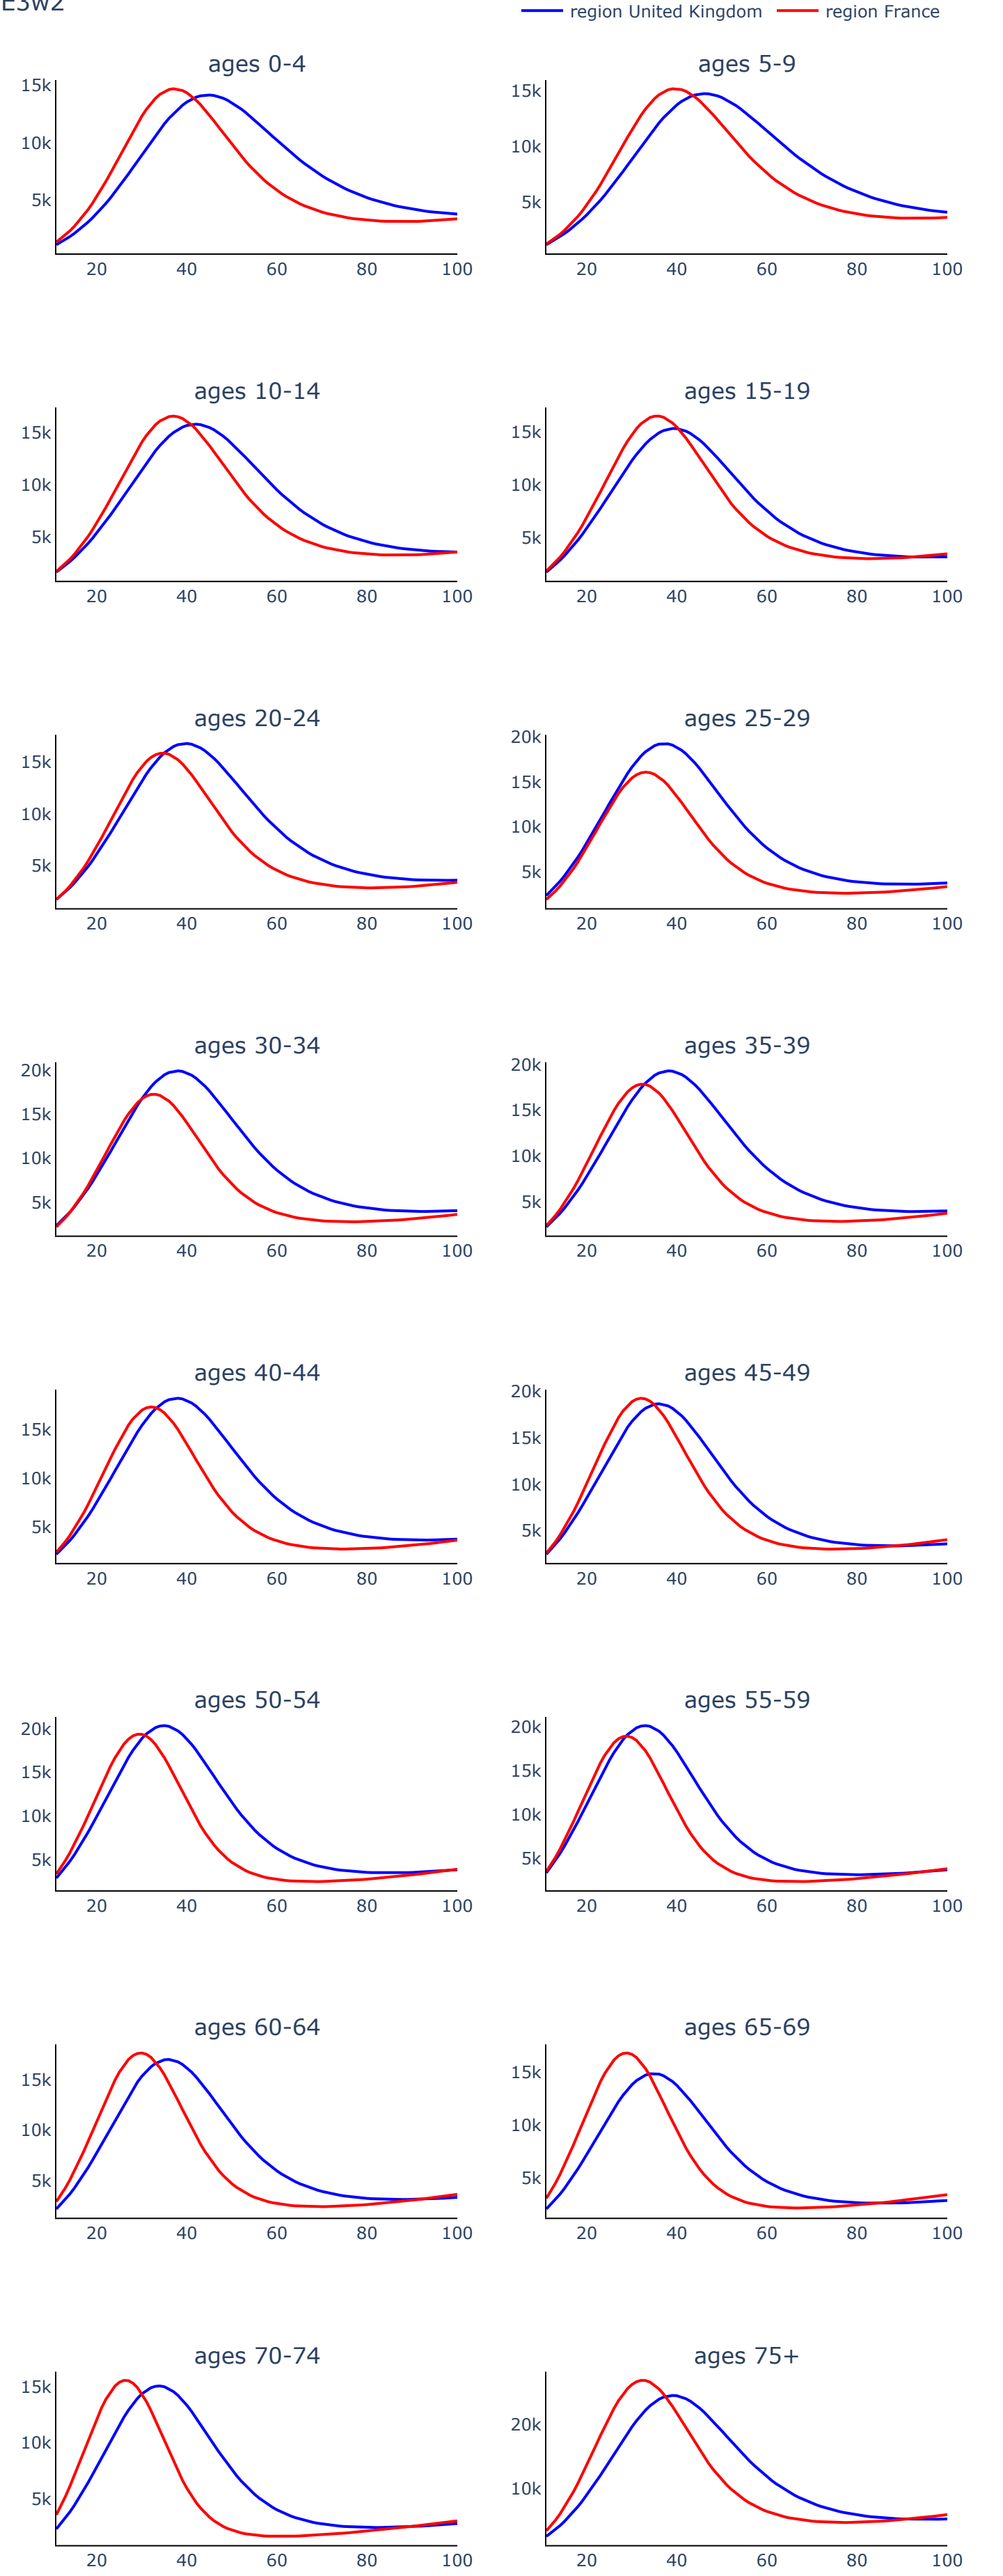 E3w2
region United Kingdom region France
ages 0-4 ages 5-9
15k
10k
5k
20 40 60 80 100
15k
10k
5k
20 40 60 80 100
ages 10-14 ages 15-19
15k
10k
5k
20 40 60 80 100
15k
10k
5k
20 40 60 80 100
ages 20-24 ages 25-29
15k
10k
5k
20 40 60 80 100
20k
15k
10k
5k
20 40 60 80 100
ages 30-34 ages 35-39
20k
15k
10k
5k
20 40 60 80 100
20k
15k
10k
5k
20 40 60 80 100
ages 40-44 ages 45-49
15k
10k
5k
20 40 60 80 100
20k
15k
10k
5k
20 40 60 80 100
ages 50-54 ages 55-59
20k
15k
10k
5k
20 40 60 80 100
20k
15k
10k
5k
20 40 60 80 100
ages 60-64 ages 65-69
15k
10k
5k
20 40 60 80 100
15k
10k
5k
20 40 60 80 100
ages 70-74 ages 75+
15k
10k
5k
20 40 60 80 100
20k
10k
20 40 60 80 100